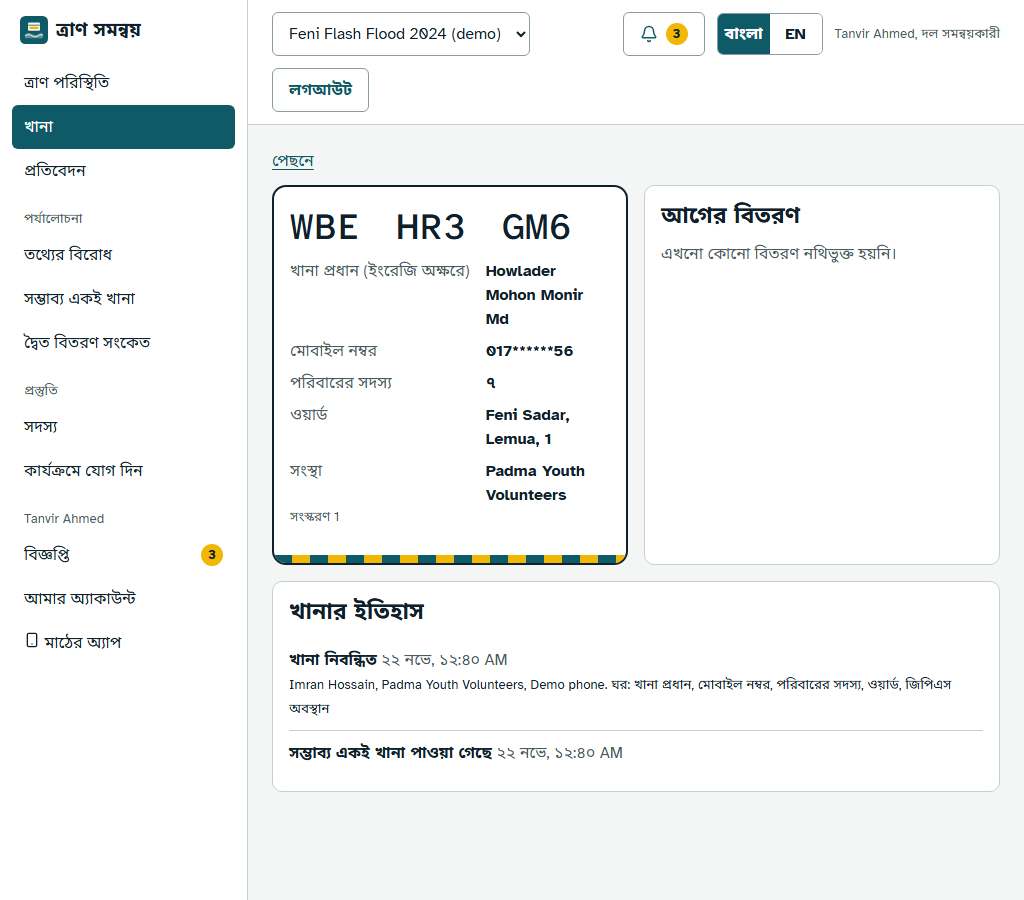 ত্রাণ সমন্বয়
ত্রাণ পরিস্থিতি
খানা
প্রতিবেদন
পর্যালোচনা
তথ্যের বিরোধ
সম্ভাব্য একই খানা
দ্বৈত বিতরণ সংকেত
প্রস্তুতি
সদস্য
কার্যক্রমে যোগ দিন
Tanvir Ahmed
বিজ্ঞপ্তি 3
আমার অ্যাকাউন্ট
মাঠের অ্যাপ
Feni Flash Flood 2024 (demo) 3 বাংলা EN Tanvir Ahmed, দল সমন্বয়কারী
লগআউট
পেছনে
WBE HR3 GM6
খানা প্রধান (ইংরেজি অক্ষরে) Howlader
Mohon Monir
Md
মোবাইল নম্বর 017******56
পরিবারের সদস্য ৭
ওয়ার্ড Feni Sadar,
Lemua, 1
সংস্থা Padma Youth
Volunteers
সংস্করণ 1
আগের বিতরণ
এখনো কোনো বিতরণ নথিভুক্ত হয়নি।
খানার ইতিহাস
খানা নিবন্ধিত ২২ নভে, ১২:৪০ AM
Imran Hossain, Padma Youth Volunteers, Demo phone. ঘর: খানা প্রধান, মোবাইল নম্বর, পরিবারের সদস্য, ওয়ার্ড, জিপিএস
অবস্থান
সম্ভাব্য একই খানা পাওয়া গেছে ২২ নভে, ১২:৪০ AM